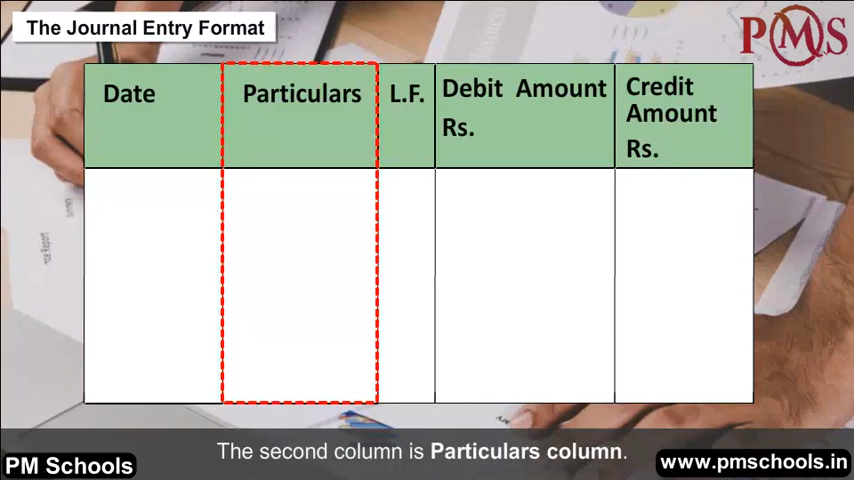 The Journal Entry Format
PMS
Date
Particulars
L.F.
Debit Amount
Rs.
Credit
Amount
Rs.
The second column is Particulars column.
PM Schools
www.pmschools.in